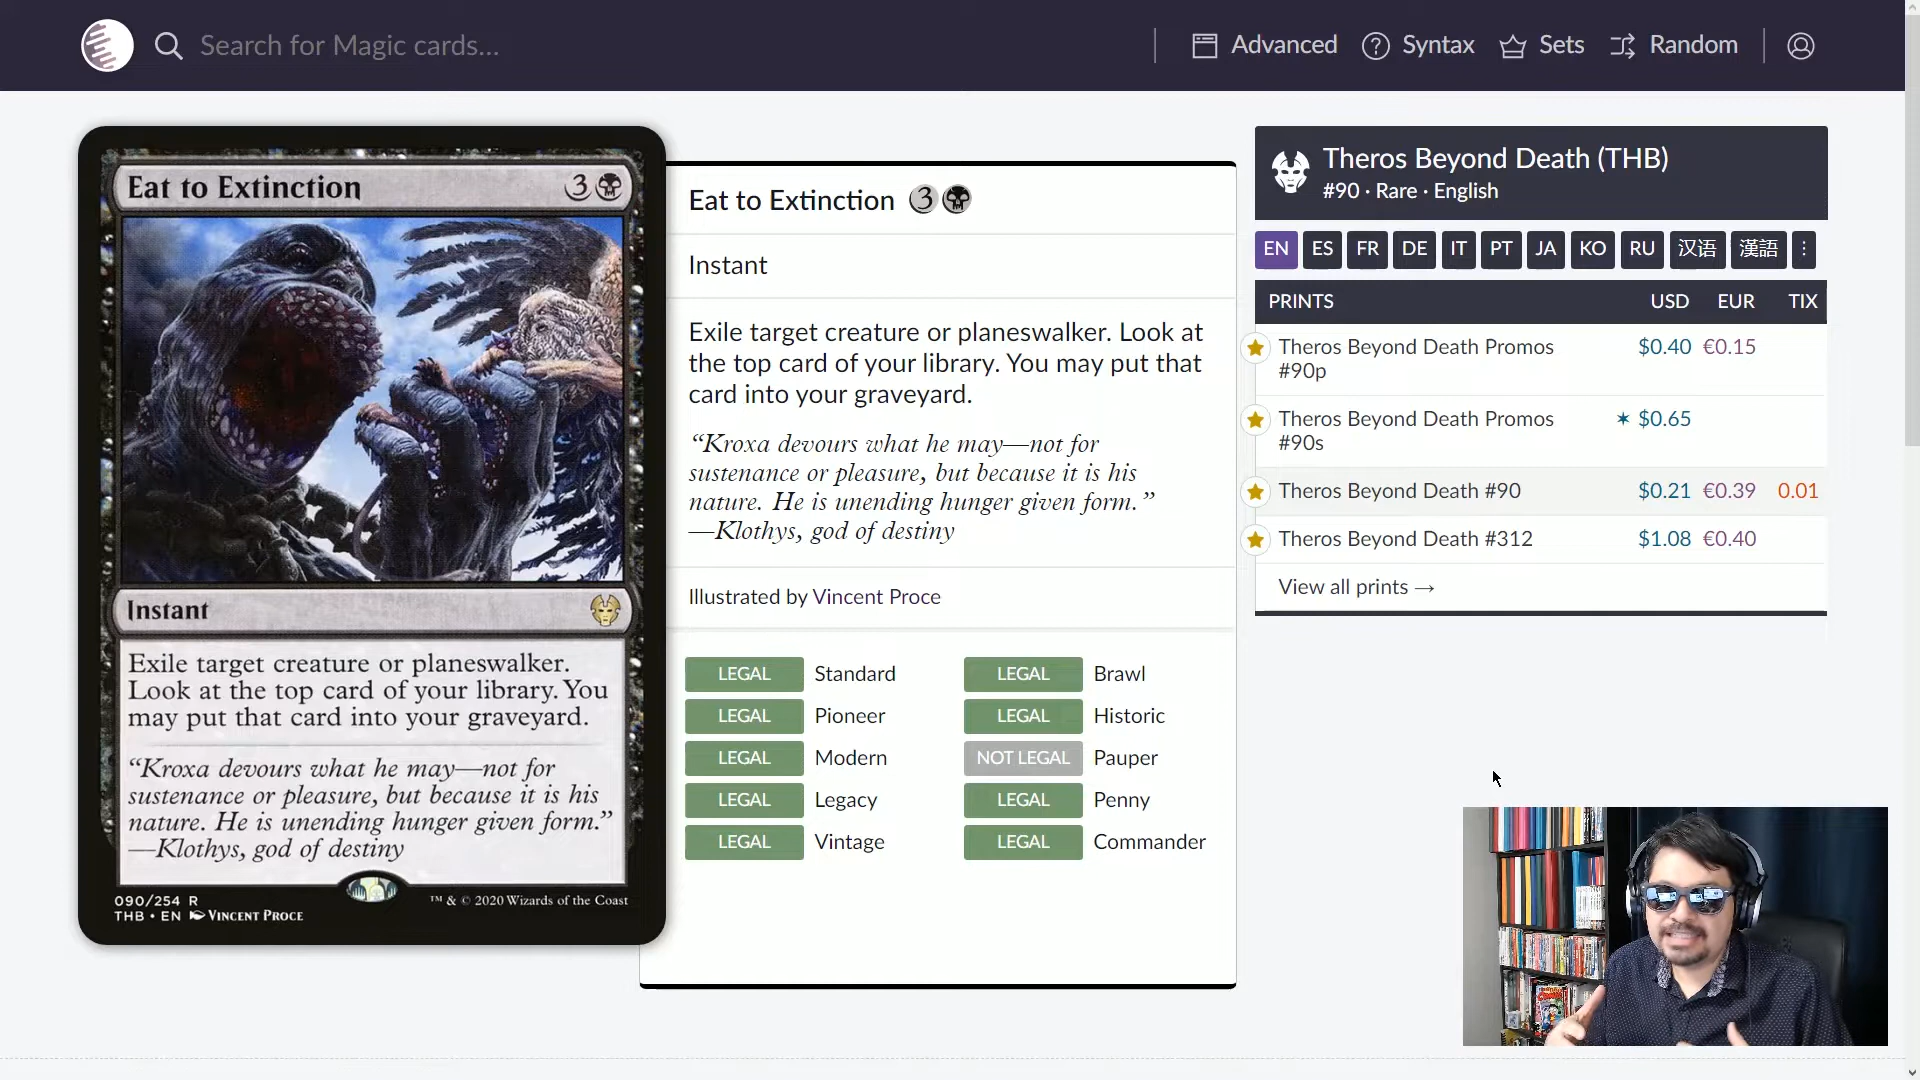 Search for Magic cards...
Advanced
Syntax
Sets
Random
Eat to Extinction 3
Instant
Exile target creature or planeswalker.
Look at the top card of your library. You
may put that card into your graveyard.
“Kroxa devours what he may—not for
sustenance or pleasure, but because it is his
nature. He is unending hunger given form.”
—Klothys, god of destiny
090/254 R
THB • EN VINCENT PROCE
™ & © 2020 Wizards of the Coast
Eat to Extinction 3
Instant
Exile target creature or planeswalker. Look at
the top card of your library. You may put that
card into your graveyard.
“Kroxa devours what he may—not for
sustenance or pleasure, but because it is his
nature. He is unending hunger given form.”
—Klothys, god of destiny
Illustrated by Vincent Proce
LEGAL Standard LEGAL Brawl
LEGAL Pioneer LEGAL Historic
LEGAL Modern NOT LEGAL Pauper
LEGAL Legacy LEGAL Penny
LEGAL Vintage LEGAL Commander
Theros Beyond Death (THB)
#90 · Rare · English
EN ES FR DE IT PT JA KO RU 汉语 漢語
PRINTS USD EUR TIX
Theros Beyond Death Promos $0.40 €0.15
#90p
Theros Beyond Death Promos ✶ $0.65
#90s
Theros Beyond Death #90 $0.21 €0.39 0.01
Theros Beyond Death #312 $1.08 €0.40
View all prints →